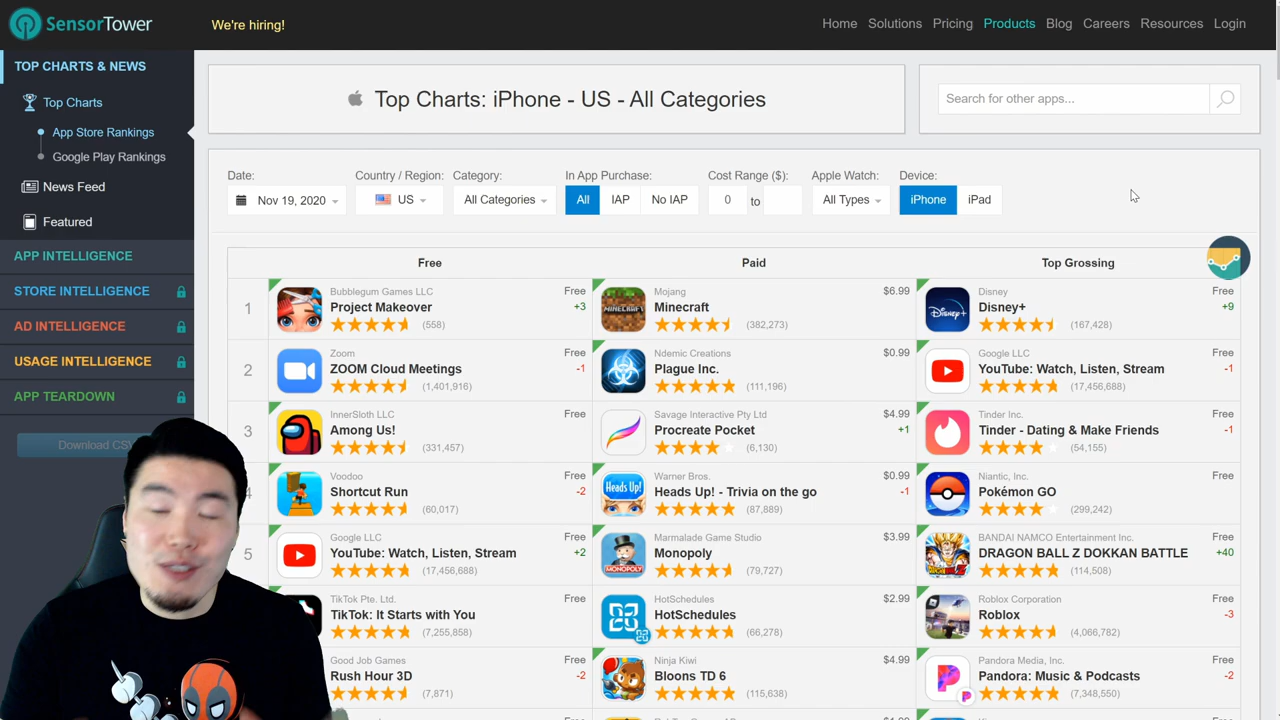 SensorTower
We're hiring!
Home Solutions Pricing Products Blog Careers Resources Login
TOP CHARTS & NEWS
Top Charts
App Store Rankings
Google Play Rankings
News Feed
Featured
APP INTELLIGENCE
STORE INTELLIGENCE
AD INTELLIGENCE
USAGE INTELLIGENCE
APP TEARDOWN
Download CSV
Top Charts: iPhone - US - All Categories
Search for other apps...
Date: Country / Region: Category: In App Purchase: Cost Range ($): Apple Watch: Device:
Nov 19, 2020 US All Categories All IAP No IAP 0 to All Types iPhone iPad
Free Paid Top Grossing
1
Bubblegum Games LLC Free
Project Makeover +3
(558)
Mojang $6.99
Minecraft
MINECRAFT
(382,273)
Disney Free
Disney+ +9
Disney+
(167,428)
2
Zoom Free
ZOOM Cloud Meetings -1
(1,401,916)
Ndemic Creations $0.99
Plague Inc.
(111,196)
Google LLC Free
YouTube: Watch, Listen, Stream -1
(17,456,688)
3
InnerSloth LLC Free
Among Us!
(331,457)
Savage Interactive Pty Ltd $4.99
Procreate Pocket +1
(6,130)
Tinder Inc. Free
Tinder - Dating & Make Friends -1
(54,155)
4
Voodoo Free
Shortcut Run -2
(60,017)
Warner Bros. $0.99
Heads Up! - Trivia on the go -1
Heads Up!
(87,889)
Niantic, Inc. Free
Pokémon GO
(299,242)
5
Google LLC Free
YouTube: Watch, Listen, Stream +2
(17,456,688)
Marmalade Game Studio $3.99
Monopoly
MONOPOLY
(79,727)
BANDAI NAMCO Entertainment Inc. Free
DRAGON BALL Z DOKKAN BATTLE +40
(114,508)
TikTok Pte. Ltd. Free
TikTok: It Starts with You
(7,255,858)
HotSchedules $2.99
HotSchedules
(66,278)
Roblox Corporation Free
Roblox -3
(4,066,782)
Good Job Games Free
Rush Hour 3D -2
(7,871)
Ninja Kiwi $4.99
Bloons TD 6
(115,638)
Pandora Media, Inc. Free
Pandora: Music & Podcasts -2
(7,348,550)